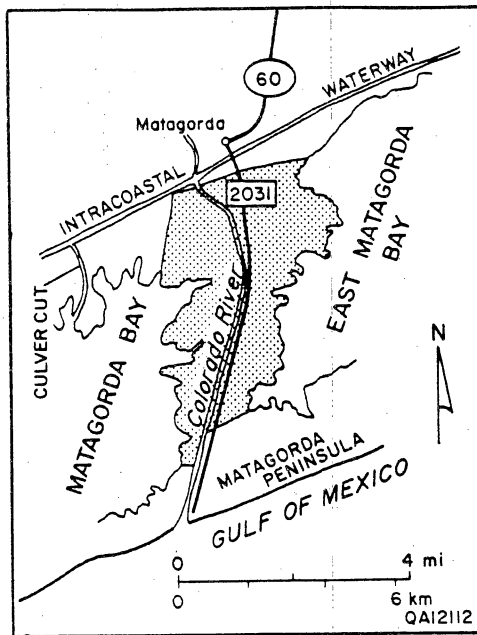 60
WATERWAY
Matagorda
INTRACOASTAL
2031
EAST MATAGORDA
BAY
CULVER CUT
MATAGORDA BAY
Colorado River
N
MATAGORDA
PENINSULA
GULF OF MEXICO
0 4 mi
0 6 km
QA12112